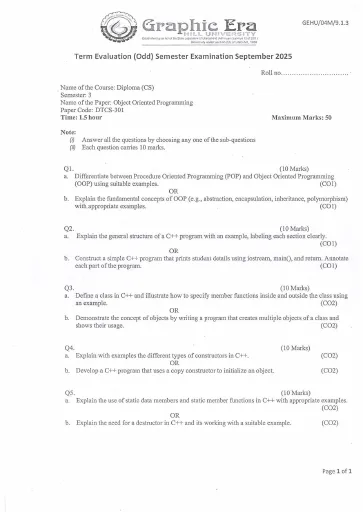 GEHU/04M/9.1.3
Graphic Era
HILL UNIVERSITY
Term Evaluation (Odd) Semester Examination September 2025
Roll no..............................
Name of the Course: Diploma (CS)
Semester: 3
Name of the Paper: Object Oriented Programming
Paper Code: DTCS-301
Time: 1.5 hour Maximum Marks: 50
Note:
(i) Answer all the questions by choosing any one of the sub-questions
(ii) Each question carries 10 marks.
Q1. (10 Marks)
a. Differentiate between Procedure Oriented Programming (POP) and Object Oriented Programming
(OOP) using suitable examples. (CO1)
OR
b. Explain the fundamental concepts of OOP (e.g., abstraction, encapsulation, inheritance, polymorphism)
with appropriate examples. (CO1)
Q2. (10 Marks)
a. Explain the general structure of a C++ program with an example, labeling each section clearly.
(CO1)
OR
b. Construct a simple C++ program that prints student details using iostream, main(), and return. Annotate
each part of the program. (CO1)
Q3. (10 Marks)
a. Define a class in C++ and illustrate how to specify member functions inside and outside the class using
an example. (CO2)
OR
b. Demonstrate the concept of objects by writing a program that creates multiple objects of a class and
shows their usage. (CO2)
Q4. (10 Marks)
a. Explain with examples the different types of constructors in C++. (CO2)
OR
b. Develop a C++ program that uses a copy constructor to initialize an object. (CO2)
Q5. (10 Marks)
a. Explain the use of static data members and static member functions in C++ with appropriate examples.
(CO2)
OR
b. Explain the need for a destructor in C++ and its working with a suitable example. (CO2)
Page 1 of 1